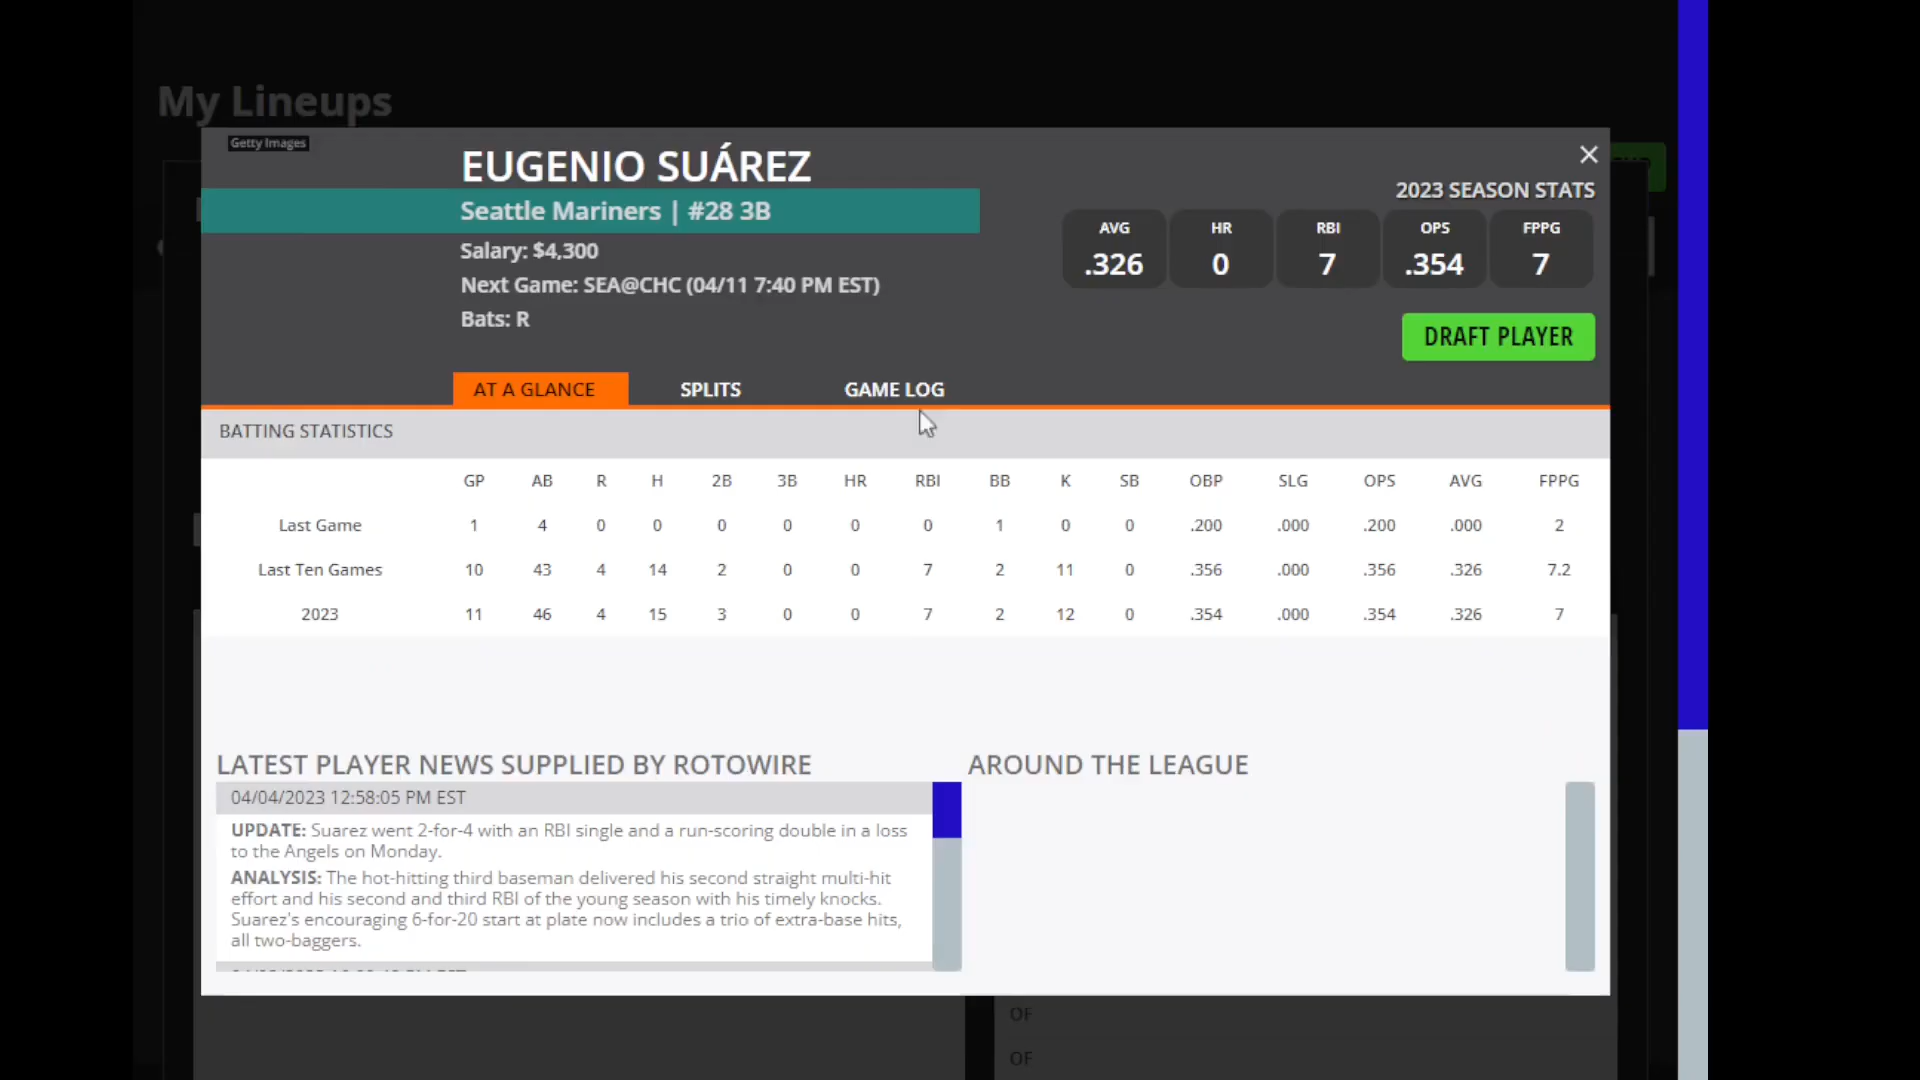 My Lineups
Getty Images
EUGENIO SUÁREZ
Seattle Mariners | #28 3B
Salary: $4,300
Next Game: SEA@CHC (04/11 7:40 PM EST)
Bats: R
2023 SEASON STATS
AVG HR RBI OPS FPPG
.326 0 7 .354 7
DRAFT PLAYER
AT A GLANCE SPLITS GAME LOG
BATTING STATISTICS
GP AB R H 2B 3B HR RBI BB K SB OBP SLG OPS AVG FPPG
Last Game 1 4 0 0 0 0 0 0 1 0 0 .200 .000 .200 .000 2
Last Ten Games 10 43 4 14 2 0 0 7 2 11 0 .356 .000 .356 .326 7.2
2023 11 46 4 15 3 0 0 7 2 12 0 .354 .000 .354 .326 7
LATEST PLAYER NEWS SUPPLIED BY ROTOWIRE
04/04/2023 12:58:05 PM EST
UPDATE: Suarez went 2-for-4 with an RBI single and a run-scoring double in a loss
to the Angels on Monday.
ANALYSIS: The hot-hitting third baseman delivered his second straight multi-hit
effort and his second and third RBI of the young season with his timely knocks.
Suarez's encouraging 6-for-20 start at plate now includes a trio of extra-base hits,
all two-baggers.
AROUND THE LEAGUE
OF
OF